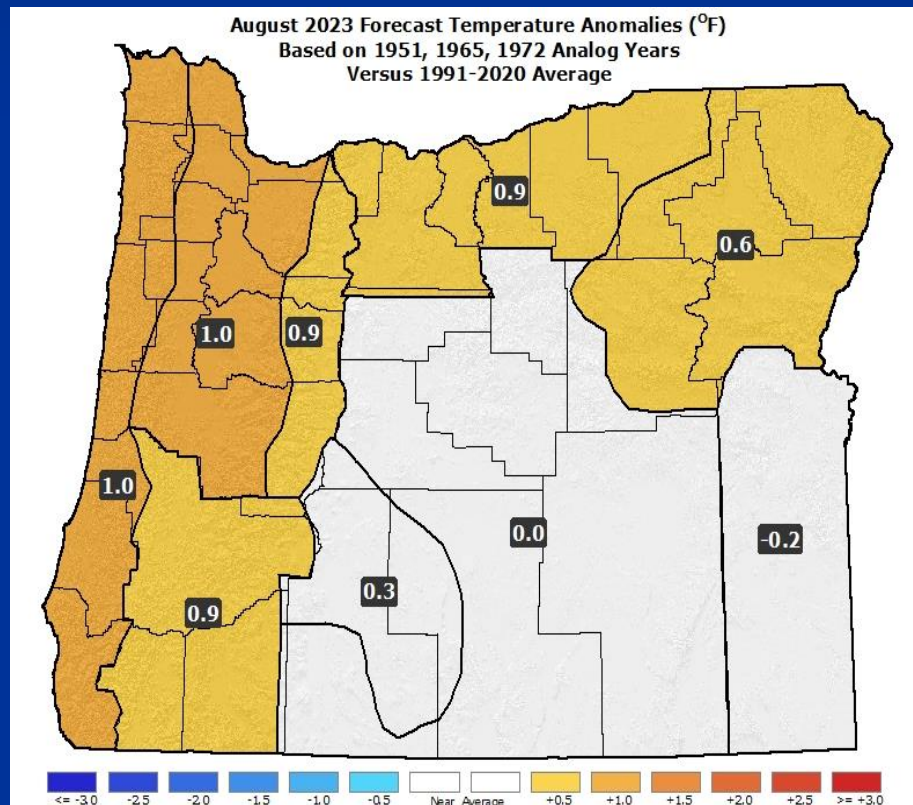 August 2023 Forecast Temperature Anomalies (ºF)
Based on 1951, 1965, 1972 Analog Years
Versus 1991-2020 Average
0.9
0.6
1.0
0.9
1.0
0.0
-0.2
0.3
0.9
<= -3.0 -2.5 -2.0 -1.5 -1.0 -0.5 Near Average +0.5 +1.0 +1.5 +2.0 +2.5 >= +3.0